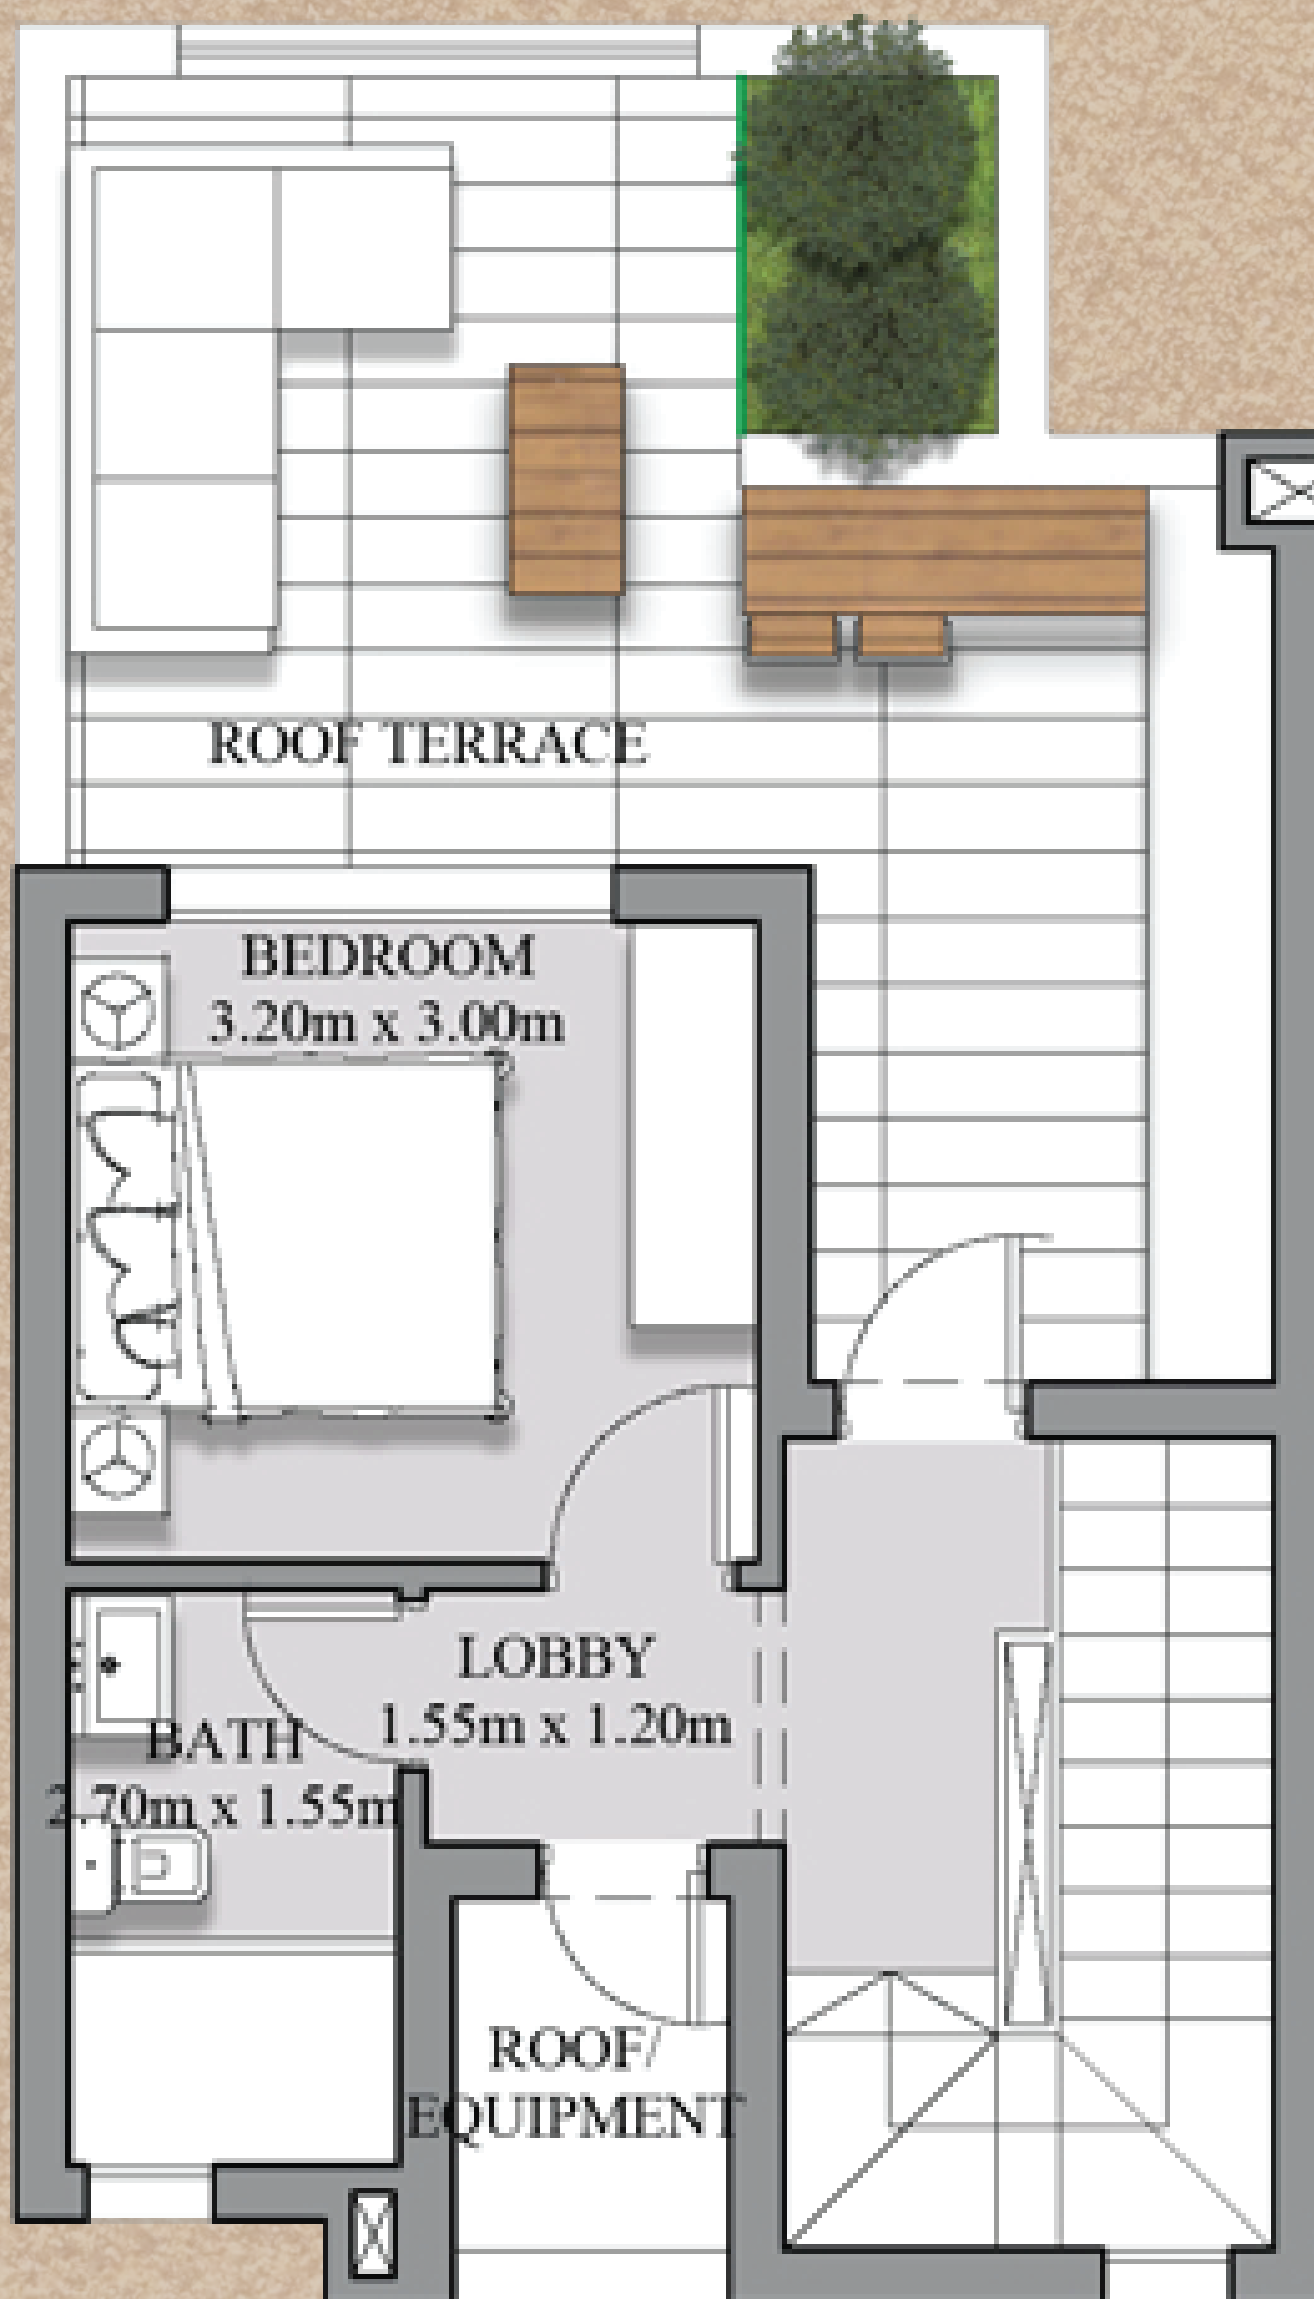 ROOF TERRACE
BEDROOM
3.20m x 3.00m
LOBBY
1.55m x 1.20m
BATH
2.70m x 1.55m
ROOF/
EQUIPMENT